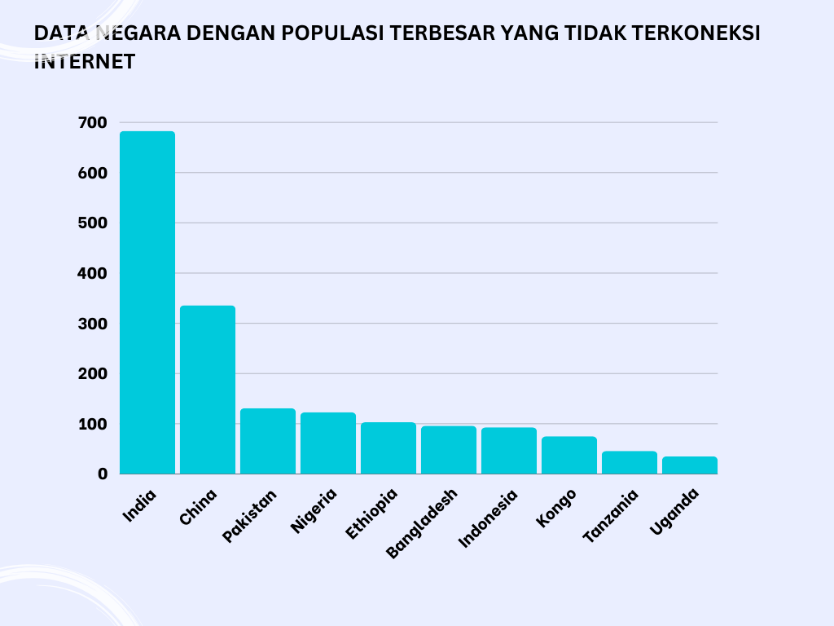 DATA NEGARA DENGAN POPULASI TERBESAR YANG TIDAK TERKONEKSI
INTERNET
700
600
500
400
300
200
100
0
India
China
Pakistan
Nigeria
Ethiopia
Bangladesh
Indonesia
Kongo
Tanzania
Uganda